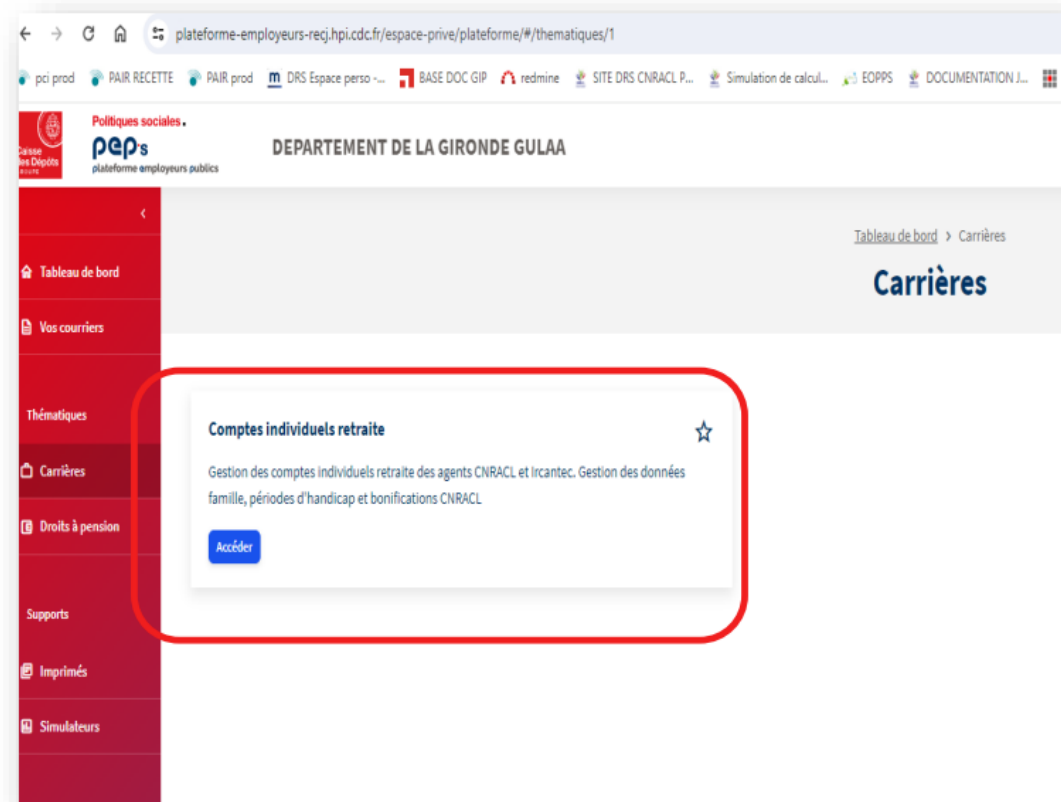 plateforme-employeurs-recj.hpi.cdc.fr/espace-prive/plateforme/#/thematiques/1
pci prod PAIR RECETTE PAIR prod DRS Espace perso -... BASE DOC GIP redmine SITE DRS CNRACL P... Simulation de calcul... EOPPS DOCUMENTATION J...
Caisse des Dépôts GROUPE
Politiques sociales.
pep's
plateforme employeurs publics
DEPARTEMENT DE LA GIRONDE GULAA
Tableau de bord > Carrières
Carrières
Tableau de bord
Vos courriers
Thématiques
Carrières
Droits à pension
Supports
Imprimés
Simulateurs
Comptes individuels retraite
Gestion des comptes individuels retraite des agents CNRACL et Ircantec. Gestion des données
famille, périodes d'handicap et bonifications CNRACL
Accéder